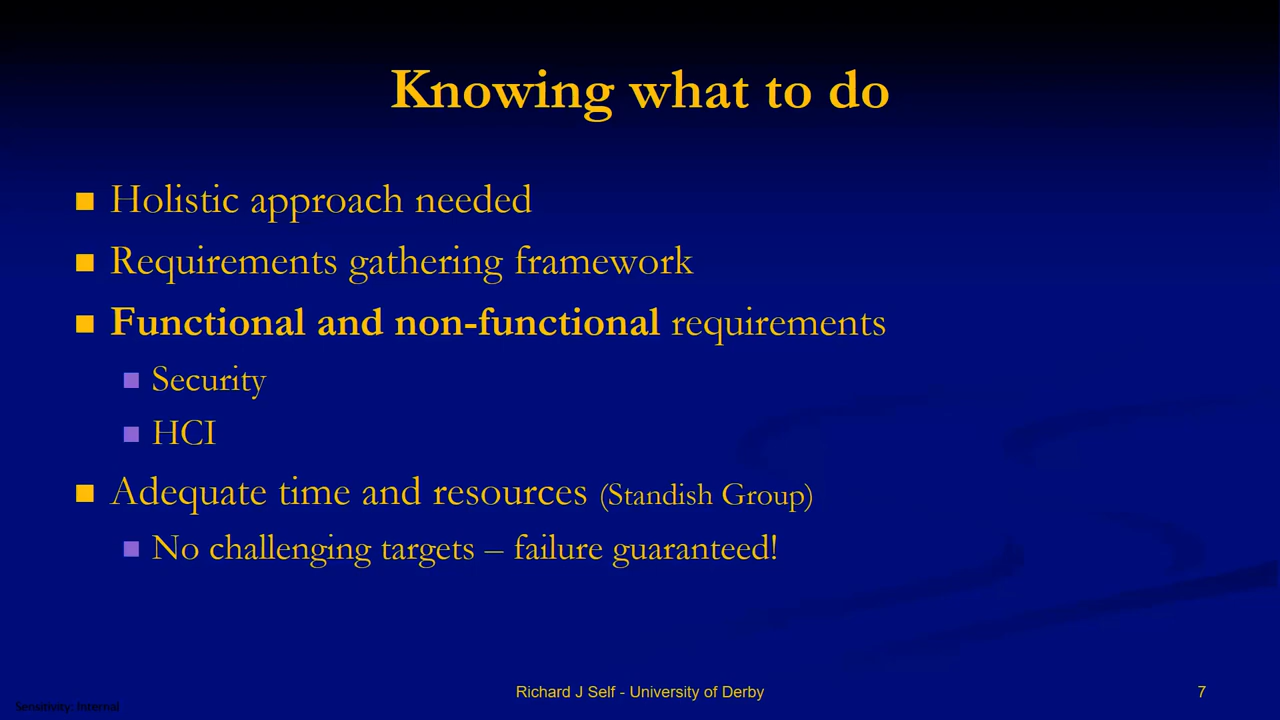 Knowing what to do
Holistic approach needed
Requirements gathering framework
Functional and non-functional requirements
Security
HCI
Adequate time and resources (Standish Group)
No challenging targets – failure guaranteed!
Richard J Self - University of Derby
7
Sensitivity: Internal